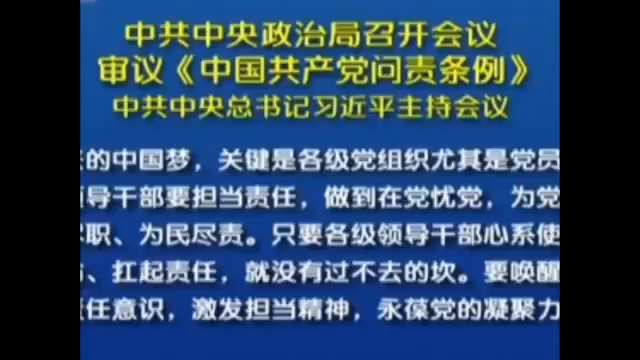 中共中央政治局召开会议
审议《中国共产党问责条例》
中共中央总书记习近平主持会议
的中国梦，关键是各级党组织尤其是党员
导干部要担当责任，做到在党忧党，为党
职、为民尽责。只要各级领导干部心系使
、扛起责任，就没有过不去的坎。要唤醒
任意识，激发担当精神，永葆党的凝聚力